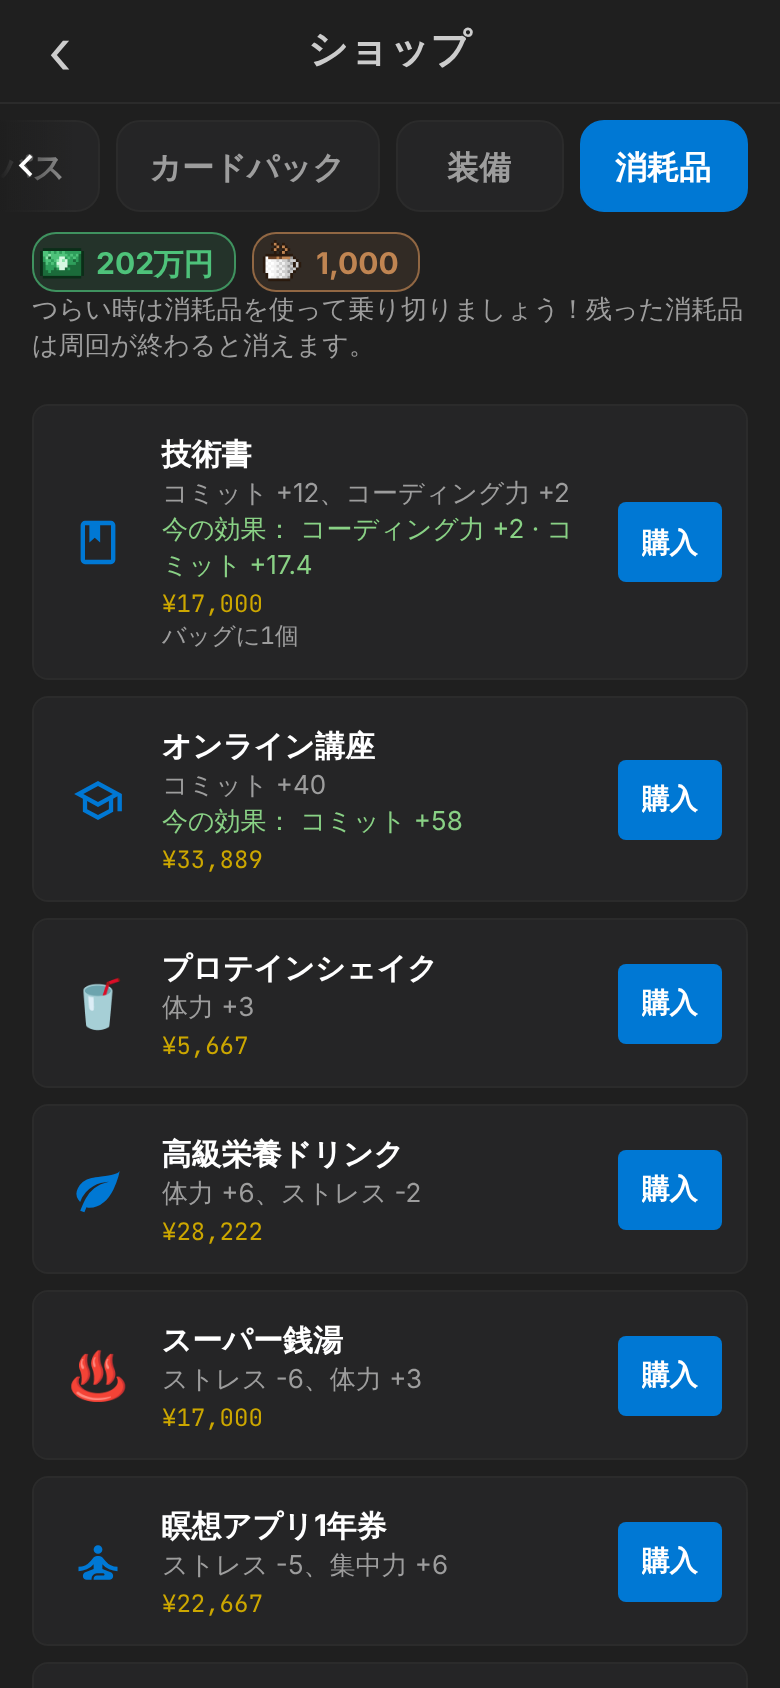 ショップ
ス
カードパック
装備
消耗品
202万円
1,000
つらい時は消耗品を使って乗り切りましょう！残った消耗品
は周回が終わると消えます。
技術書
コミット +12、コーディング力 +2
今の効果： コーディング力 +2 · コ
ミット +17.4
¥17,000
バッグに1個
購入
オンライン講座
コミット +40
今の効果： コミット +58
¥33,889
購入
プロテインシェイク
体力 +3
¥5,667
購入
高級栄養ドリンク
体力 +6、ストレス -2
¥28,222
購入
スーパー銭湯
ストレス -6、体力 +3
¥17,000
購入
瞑想アプリ1年券
ストレス -5、集中力 +6
¥22,667
購入